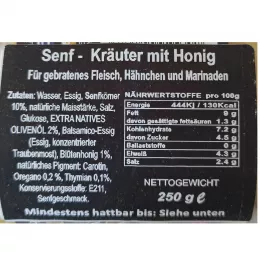 Senf - Kräuter mit Honig
Für gebratenes Fleisch, Hähnchen und Marinaden
Zutaten: Wasser, Essig, Senfkörner
10%, natürliche Maisstärke, Salz,
Glukose, EXTRA NATIVES
OLIVENÖL 2%, Balsamico-Essig
(Essig, konzentrierter
Traubenmost), Blütenhonig 1%,
natürliches Pigment: Carotin,
Oregano 0,2 %, Thymian 0,1%,
Konservierungsstoffe: E211,
Senfgeschmack.
NÄHRWERTSTOFFE pro 100g
Energie 444KJ / 130Kcal
Fett 9 g
davon gesättigte fettsäuren 1.3 g
Kohlenhydrate 7.2 g
davon Zucker 4.5 g
Ballaststoffe 0 g
Eiweiß 4.3 g
Salz 2.4 g
NETTOGEWICHT
250 g e
Mindestens hattbar bis: Siehe unten